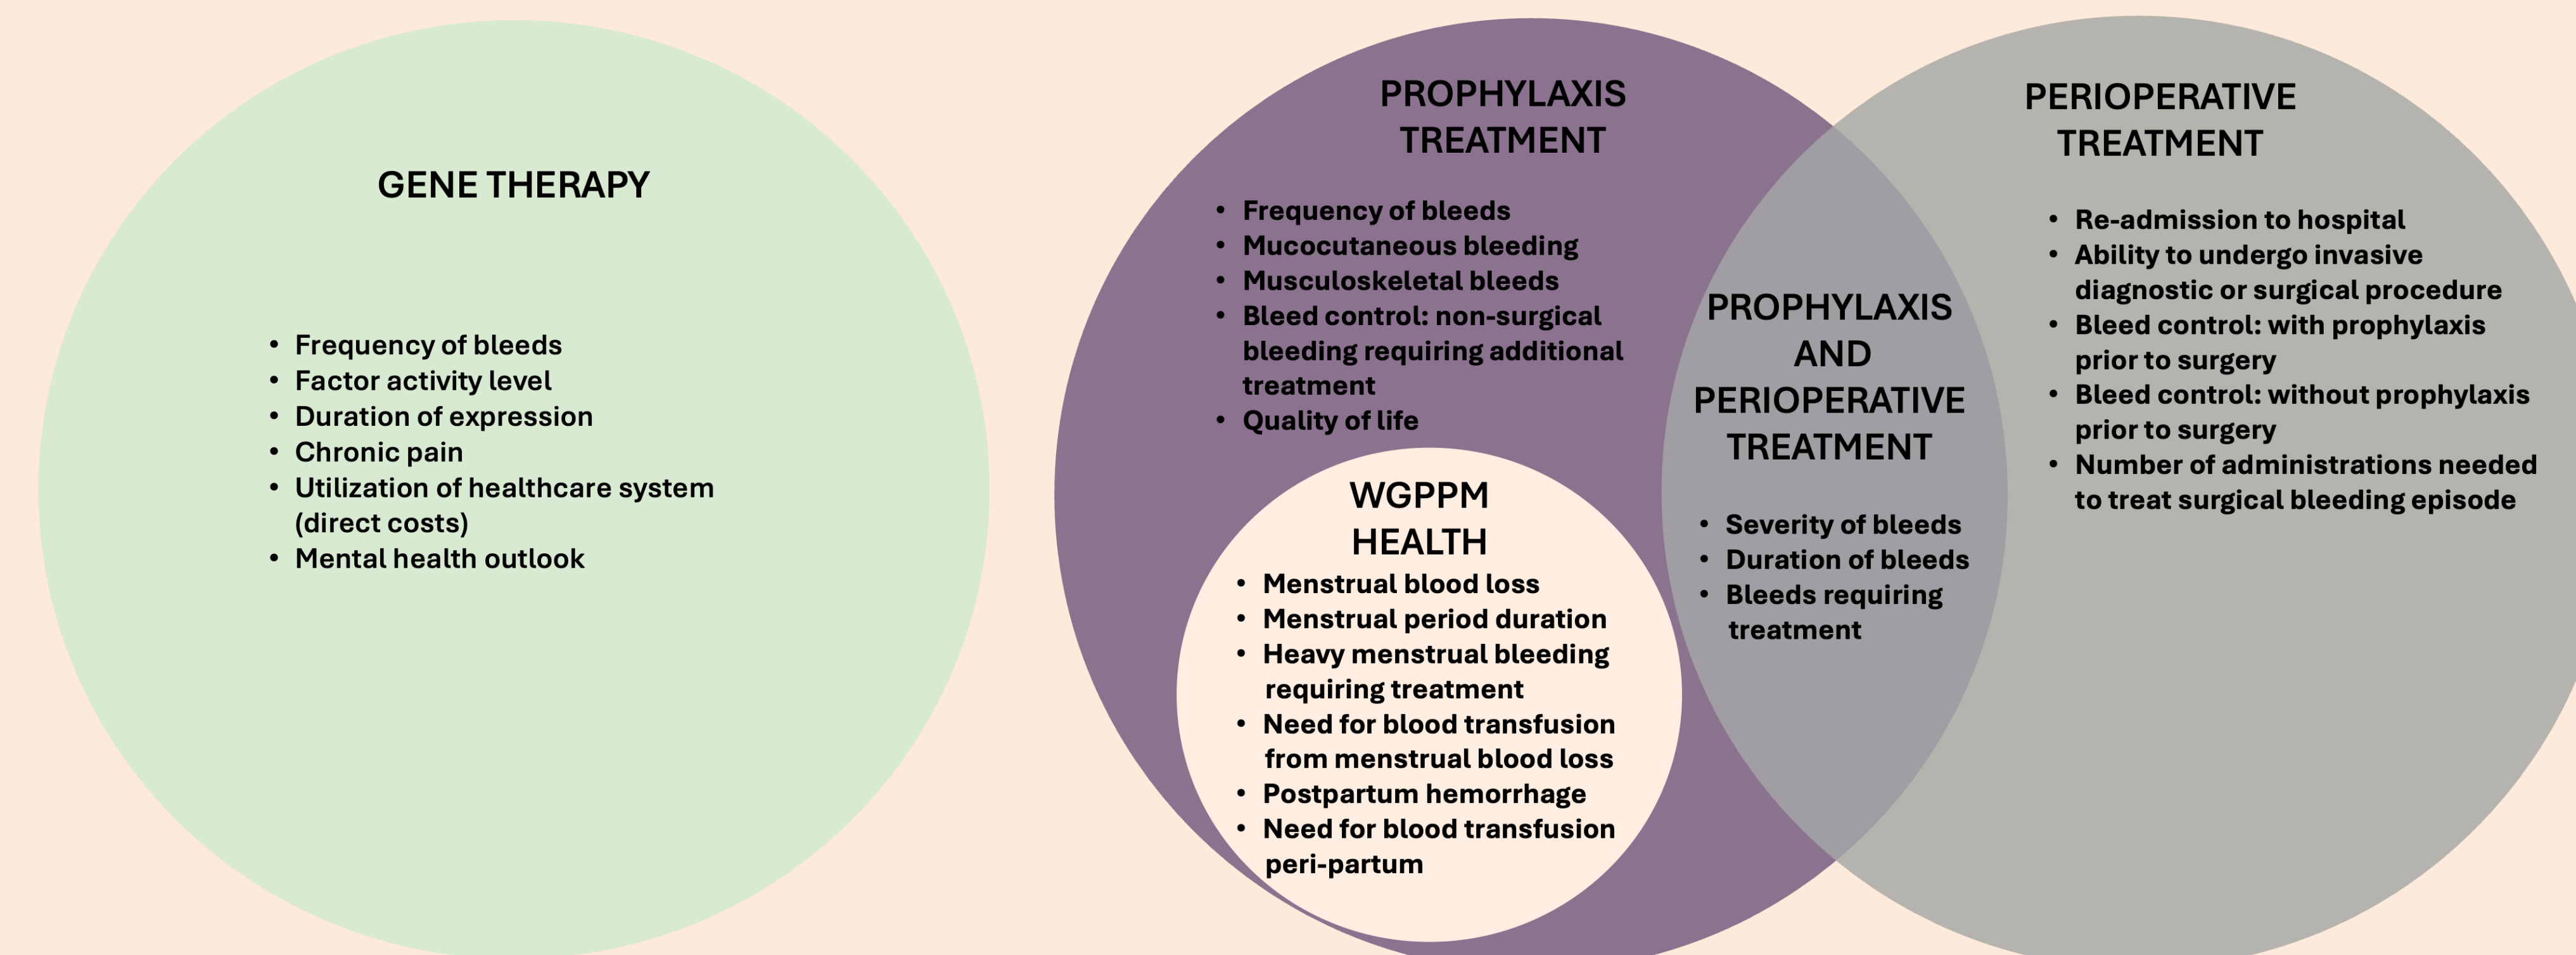 GENE THERAPY
• Frequency of bleeds
• Factor activity level
• Duration of expression
• Chronic pain
• Utilization of healthcare system
(direct costs)
• Mental health outlook
PROPHYLAXIS
TREATMENT
• Frequency of bleeds
• Mucocutaneous bleeding
• Musculoskeletal bleeds
• Bleed control: non-surgical
bleeding requiring additional
treatment
• Quality of life
WGPPM
HEALTH
• Menstrual blood loss
• Menstrual period duration
• Heavy menstrual bleeding
requiring treatment
• Need for blood transfusion
from menstrual blood loss
• Postpartum hemorrhage
• Need for blood transfusion
peri-partum
PROPHYLAXIS
AND
PERIOPERATIVE
TREATMENT
• Severity of bleeds
• Duration of bleeds
• Bleeds requiring
treatment
PERIOPERATIVE
TREATMENT
• Re-admission to hospital
• Ability to undergo invasive
diagnostic or surgical procedure
• Bleed control: with prophylaxis
prior to surgery
• Bleed control: without prophylaxis
prior to surgery
• Number of administrations needed
to treat surgical bleeding episode